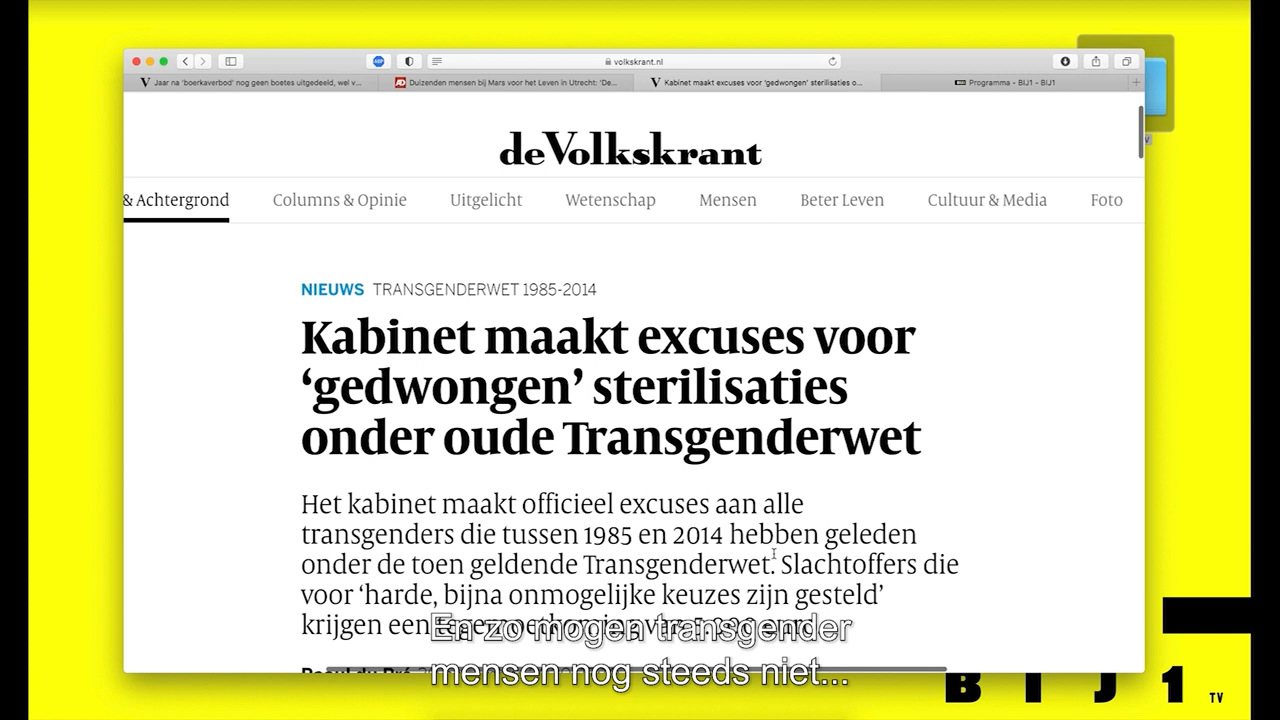 volkskrant.nl
Jaar na 'boerkaverbod' nog geen boetes uitgedeeld, wel v...
Duizenden mensen bij Mars voor het Leven in Utrecht: 'De...
Kabinet maakt excuses voor 'gedwongen' sterilisaties o...
Programma - BIJ1 - BIJ1
de Volkskrant
& Achtergrond
Columns & Opinie
Uitgelicht
Wetenschap
Mensen
Beter Leven
Cultuur & Media
Foto
NIEUWS TRANSGENDERWET 1985-2014
Kabinet maakt excuses voor
'gedwongen' sterilisaties
onder oude Transgenderwet
Het kabinet maakt officieel excuses aan alle
transgenders die tussen 1985 en 2014 hebben geleden
onder de toen geldende Transgenderwet. Slachtoffers die
voor 'harde, bijna onmogelijke keuzes zijn gesteld'
krijgen een
En zo mogen transgender
mensen nog steeds niet...
BIJ1 TV